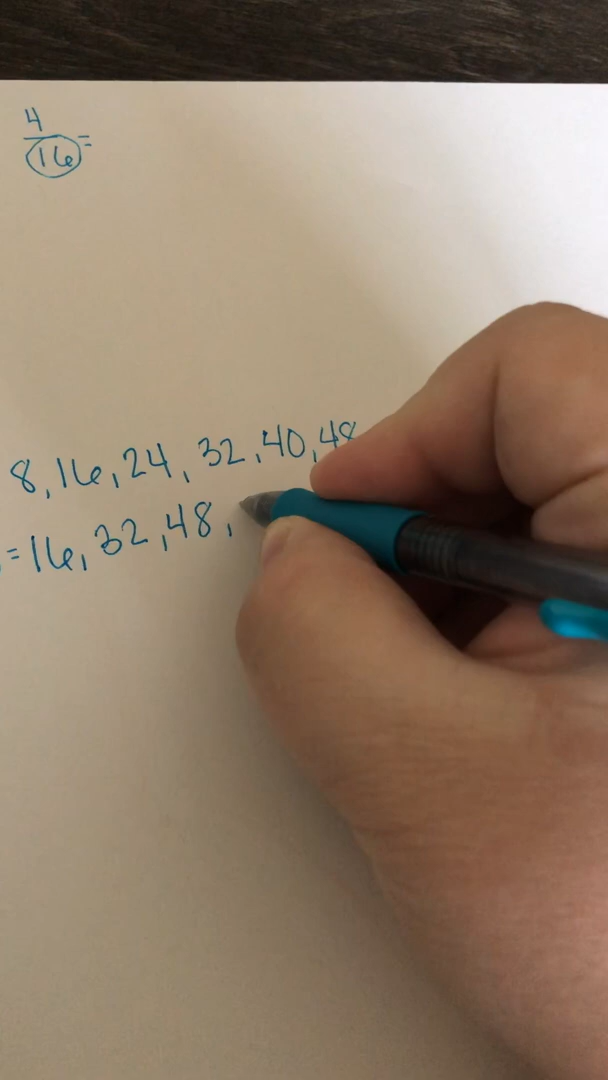 4
16 =
8, 16, 24, 32, 40, 48
= 16, 32, 48,